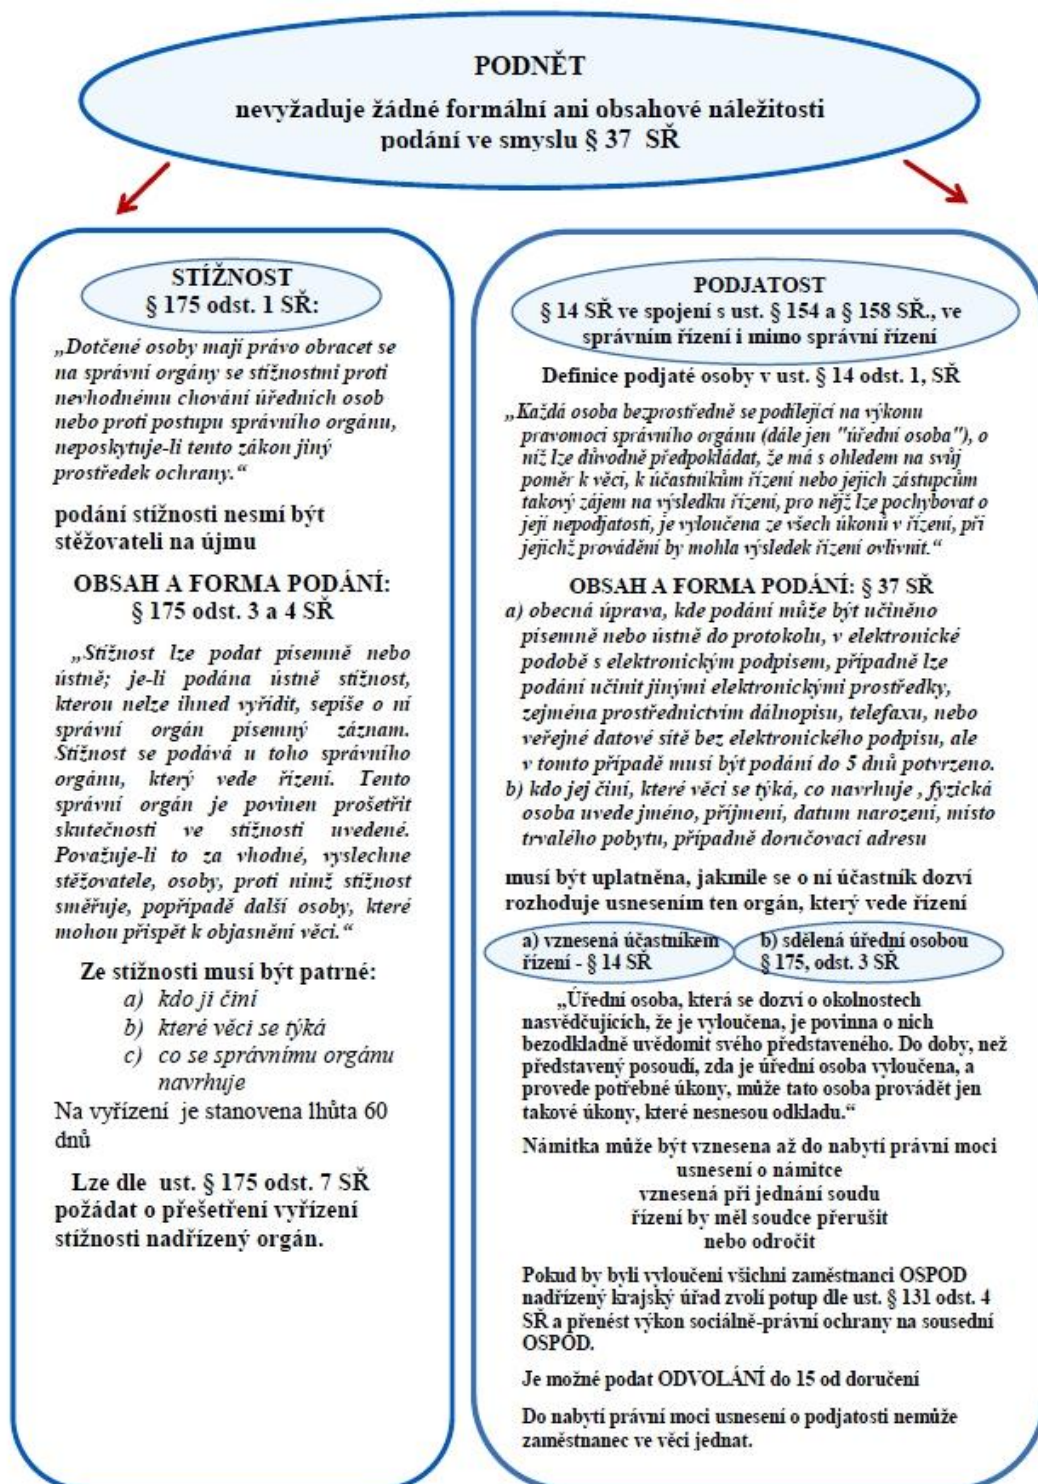 PODNĚT
nevyžaduje žádné formální ani obsahové náležitosti
podání ve smyslu § 37 SŘ
STÍŽNOST
§ 175 odst. 1 SŘ:
„Dotčené osoby mají právo obracet se
na správní orgány se stížnostmi proti
nevhodnému chování úředních osob
nebo proti postupu správního orgánu,
neposkytuje-li tento zákon jiný
prostředek ochrany.“
podání stížnosti nesmí být
stěžovateli na újmu
OBSAH A FORMA PODÁNÍ:
§ 175 odst. 3 a 4 SŘ
„Stížnost lze podat písemně nebo
ústně; je-li podána ústně stížnost,
kterou nelze ihned vyřídit, sepíše o ní
správní orgán písemný záznam.
Stížnost se podává u toho správního
orgánu, který vede řízení. Tento
správní orgán je povinen prošetřit
skutečnosti ve stížnosti uvedené.
Považuje-li to za vhodné, vyslechne
stěžovatele, osoby, proti nimž stížnost
směřuje, popřípadě další osoby, které
mohou přispět k objasnění věci.“
Ze stížnosti musí být patrné:
a) kdo ji činí
b) které věci se týká
c) co se správnímu orgánu
navrhuje
Na vyřízení je stanovena lhůta 60
dnů
Lze dle ust. § 175 odst. 7 SŘ
požádat o přešetření vyřízení
stížnosti nadřízený orgán.
PODJATOST
§ 14 SŘ ve spojení s ust. § 154 a § 158 SŘ., ve
správním řízení i mimo správní řízení
Definice podjaté osoby v ust. § 14 odst. 1, SŘ
„Každá osoba bezprostředně se podílející na výkonu
pravomoci správního orgánu (dále jen "úřední osoba"), o
níž lze důvodně předpokládat, že má s ohledem na svůj
poměr k věci, k účastníkům řízení nebo jejich zástupcům
takový zájem na výsledku řízení, pro nějž lze pochybovat o
její nepodjatosti, je vyloučena ze všech úkonů v řízení, při
jejichž provádění by mohla výsledek řízení ovlivnit.“
OBSAH A FORMA PODÁNÍ: § 37 SŘ
a) obecná úprava, kde podání může být učiněno
písemně nebo ústně do protokolu, v elektronické
podobě s elektronickým podpisem, případně lze
podání učinit jinými elektronickými prostředky,
zejména prostřednictvím dálnopisu, telefaxu, nebo
veřejné datové sítě bez elektronického podpisu, ale
v tomto případě musí být podání do 5 dnů potvrzeno.
b) kdo jej činí, které věci se týká, co navrhuje , fyzická
osoba uvede jméno, příjmení, datum narození, místo
trvalého pobytu, případně doručovací adresu
musí být uplatněna, jakmile se o ní účastník dozví
rozhoduje usnesením ten orgán, který vede řízení
a) vznesená účastníkem
řízení - § 14 SŘ
b) sdělená úřední osobou
§ 175, odst. 3 SŘ
„Úřední osoba, která se dozví o okolnostech
nasvědčujících, že je vyloučena, je povinna o nich
bezodkladně uvědomit svého představeného. Do doby, než
představený posoudí, zda je úřední osoba vyloučena, a
provede potřebné úkony, může tato osoba provádět jen
takové úkony, které nesnesou odkladu.“
Námitka může být vznesena až do nabytí právní moci
usnesení o námitce
vznesená při jednání soudu
řízení by měl soudce přerušit
nebo odročit
Pokud by byli vyloučeni všichni zaměstnanci OSPOD
nadřízený krajský úřad zvolí potup dle ust. § 131 odst. 4
SŘ a přenést výkon sociálně-právní ochrany na sousední
OSPOD.
Je možné podat ODVOLÁNÍ do 15 od doručení
Do nabytí právní moci usnesení o podjatosti nemůže
zaměstnanec ve věci jednat.